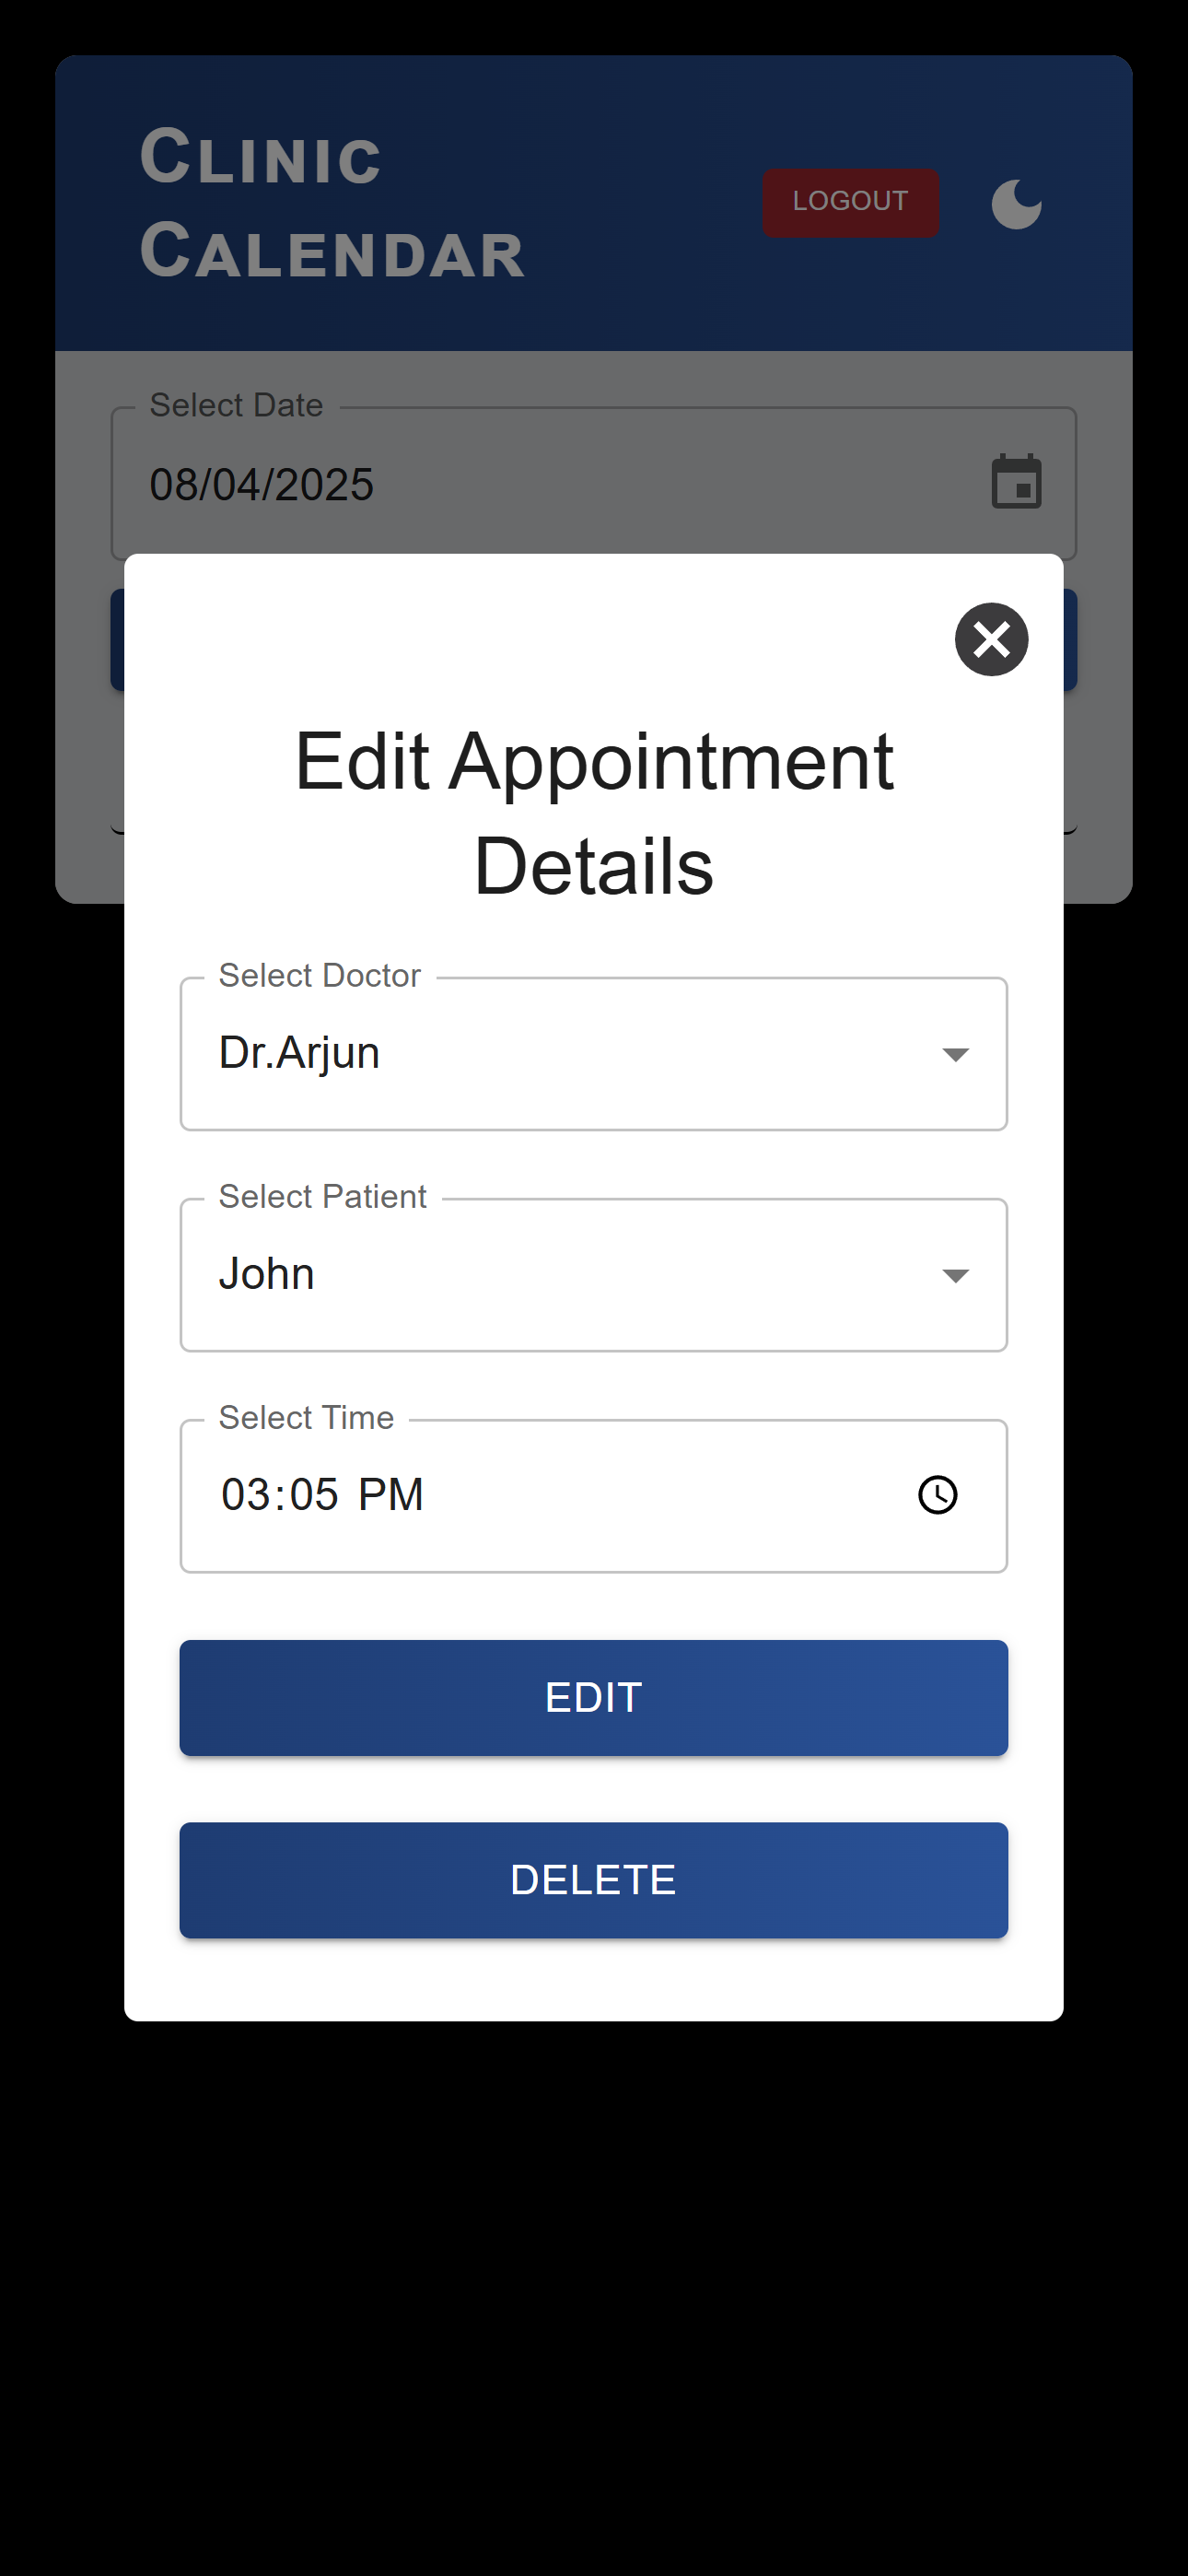 Clinic
Calendar
LOGOUT
Select Date
08/04/2025
Edit Appointment
Details
Select Doctor
Dr.Arjun
Select Patient
John
Select Time
03:05 PM
EDIT
DELETE